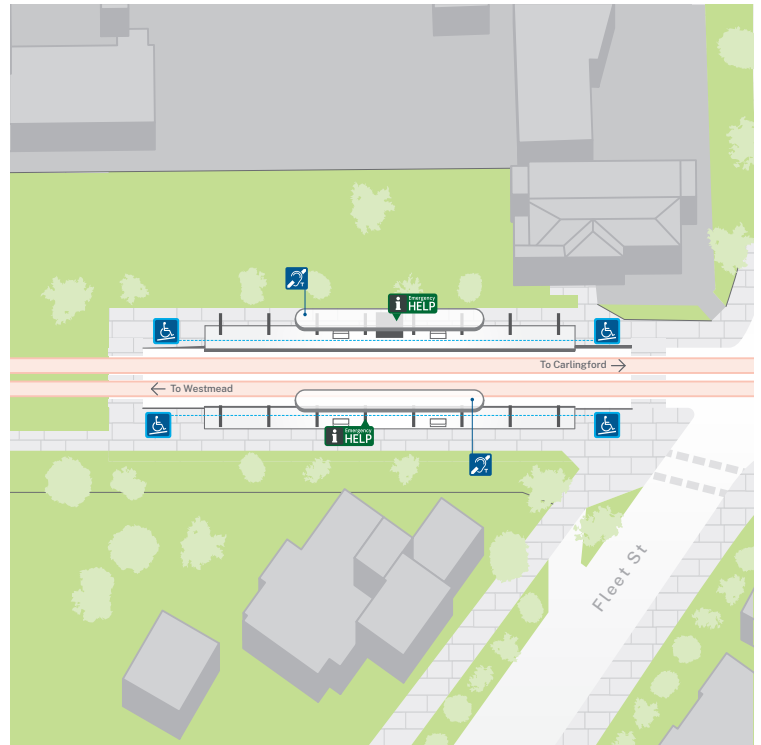 T
i Emergency
HELP
To Carlingford
To Westmead
i Emergency
HELP
T
Fleet St